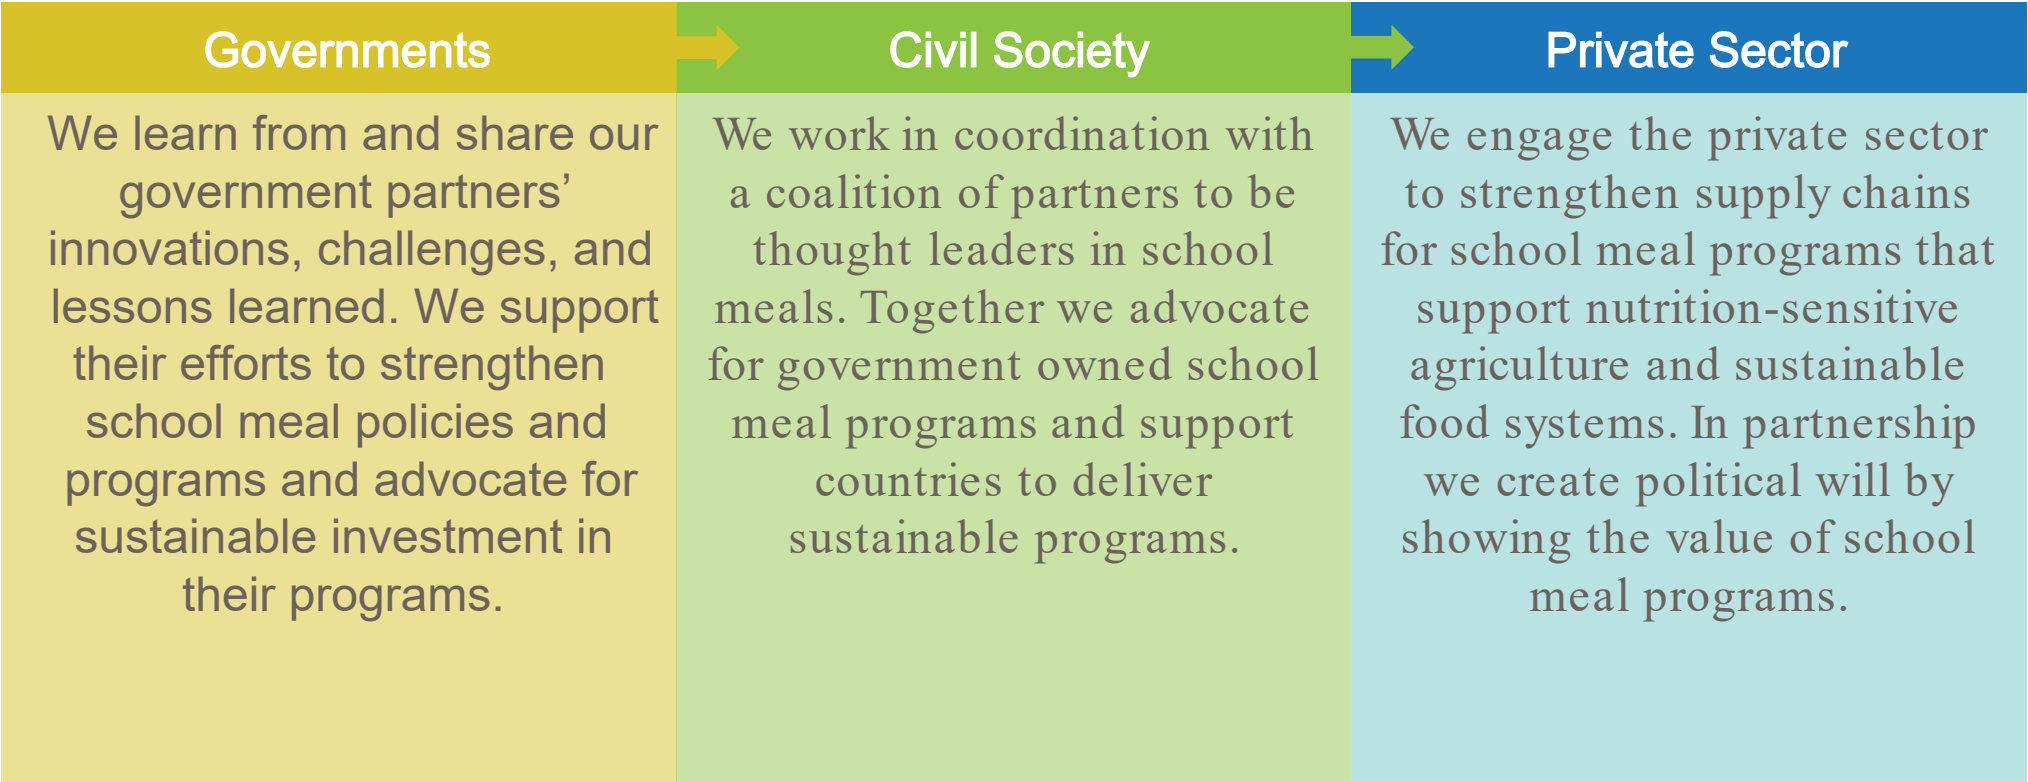 Governments
We learn from and share our
government partners’
innovations, challenges, and
lessons learned. We support
their efforts to strengthen
school meal policies and
programs and advocate for
sustainable investment in
their programs.
Civil Society
We work in coordination with
a coalition of partners to be
thought leaders in school
meals. Together we advocate
for government owned school
meal programs and support
countries to deliver
sustainable programs.
Private Sector
We engage the private sector
to strengthen supply chains
for school meal programs that
support nutrition-sensitive
agriculture and sustainable
food systems. In partnership
we create political will by
showing the value of school
meal programs.